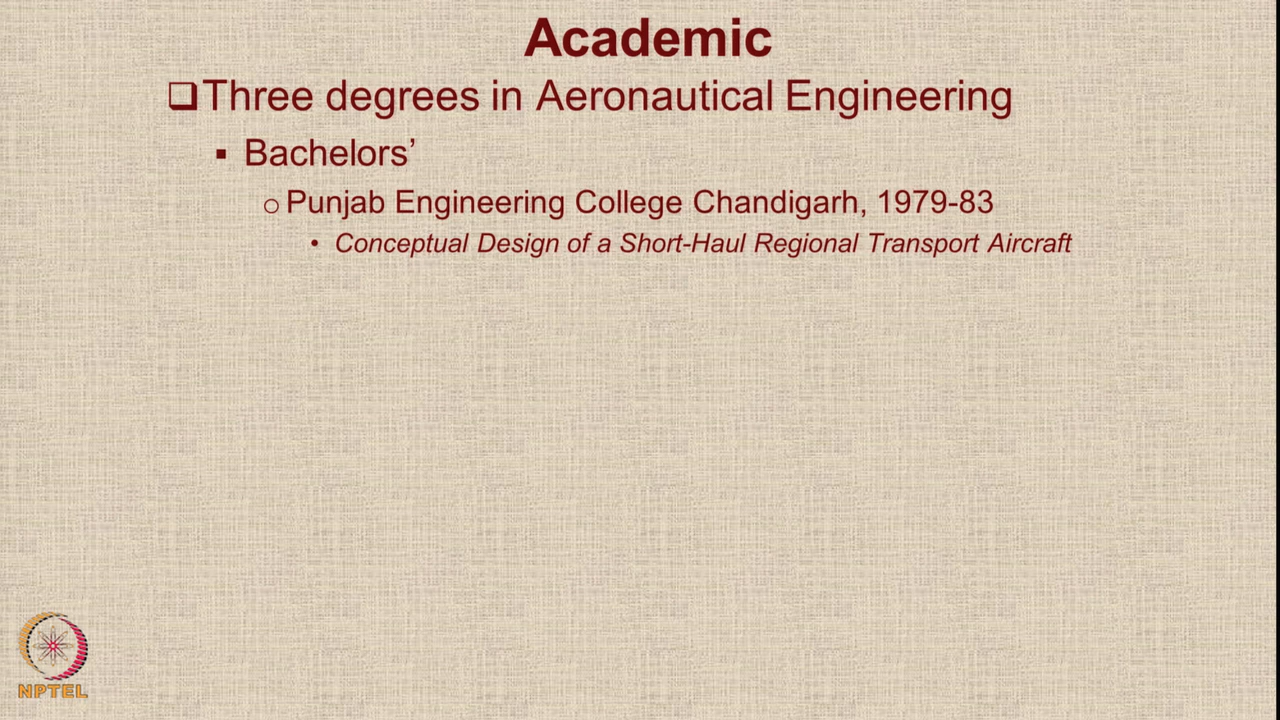 Academic
Three degrees in Aeronautical Engineering
Bachelors’
Punjab Engineering College Chandigarh, 1979-83
Conceptual Design of a Short-Haul Regional Transport Aircraft
NPTEL